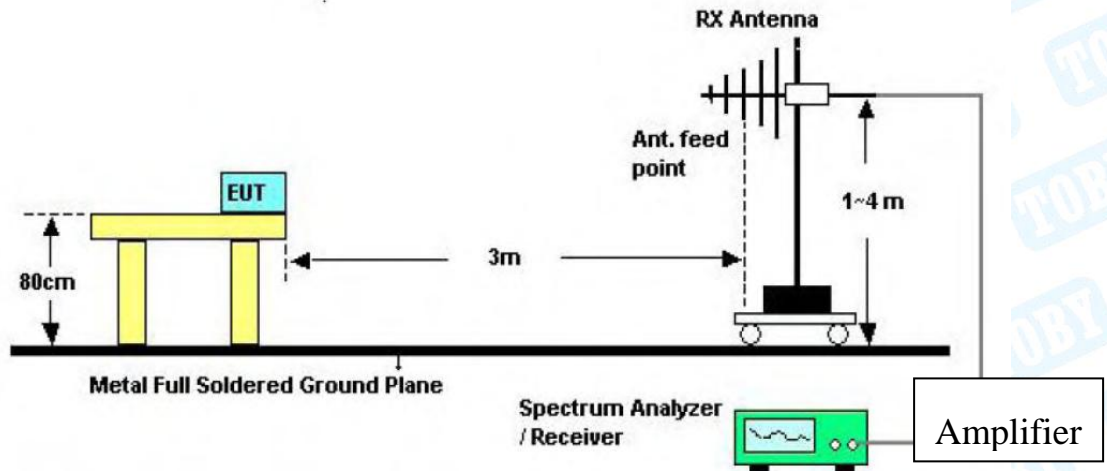 RX Antenna
Ant. feed
point
EUT
1~4 m
3m
80cm
Metal Full Soldered Ground Plane
Spectrum Analyzer
/ Receiver
Amplifier
TOBY